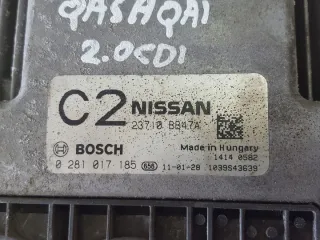 QASHQAI
2.0CDI
C2 NISSAN
23710 BB47A
BOSCH Made in Hungary
1414 0582
0 281 017 185 656 11-01-28 1039S43639